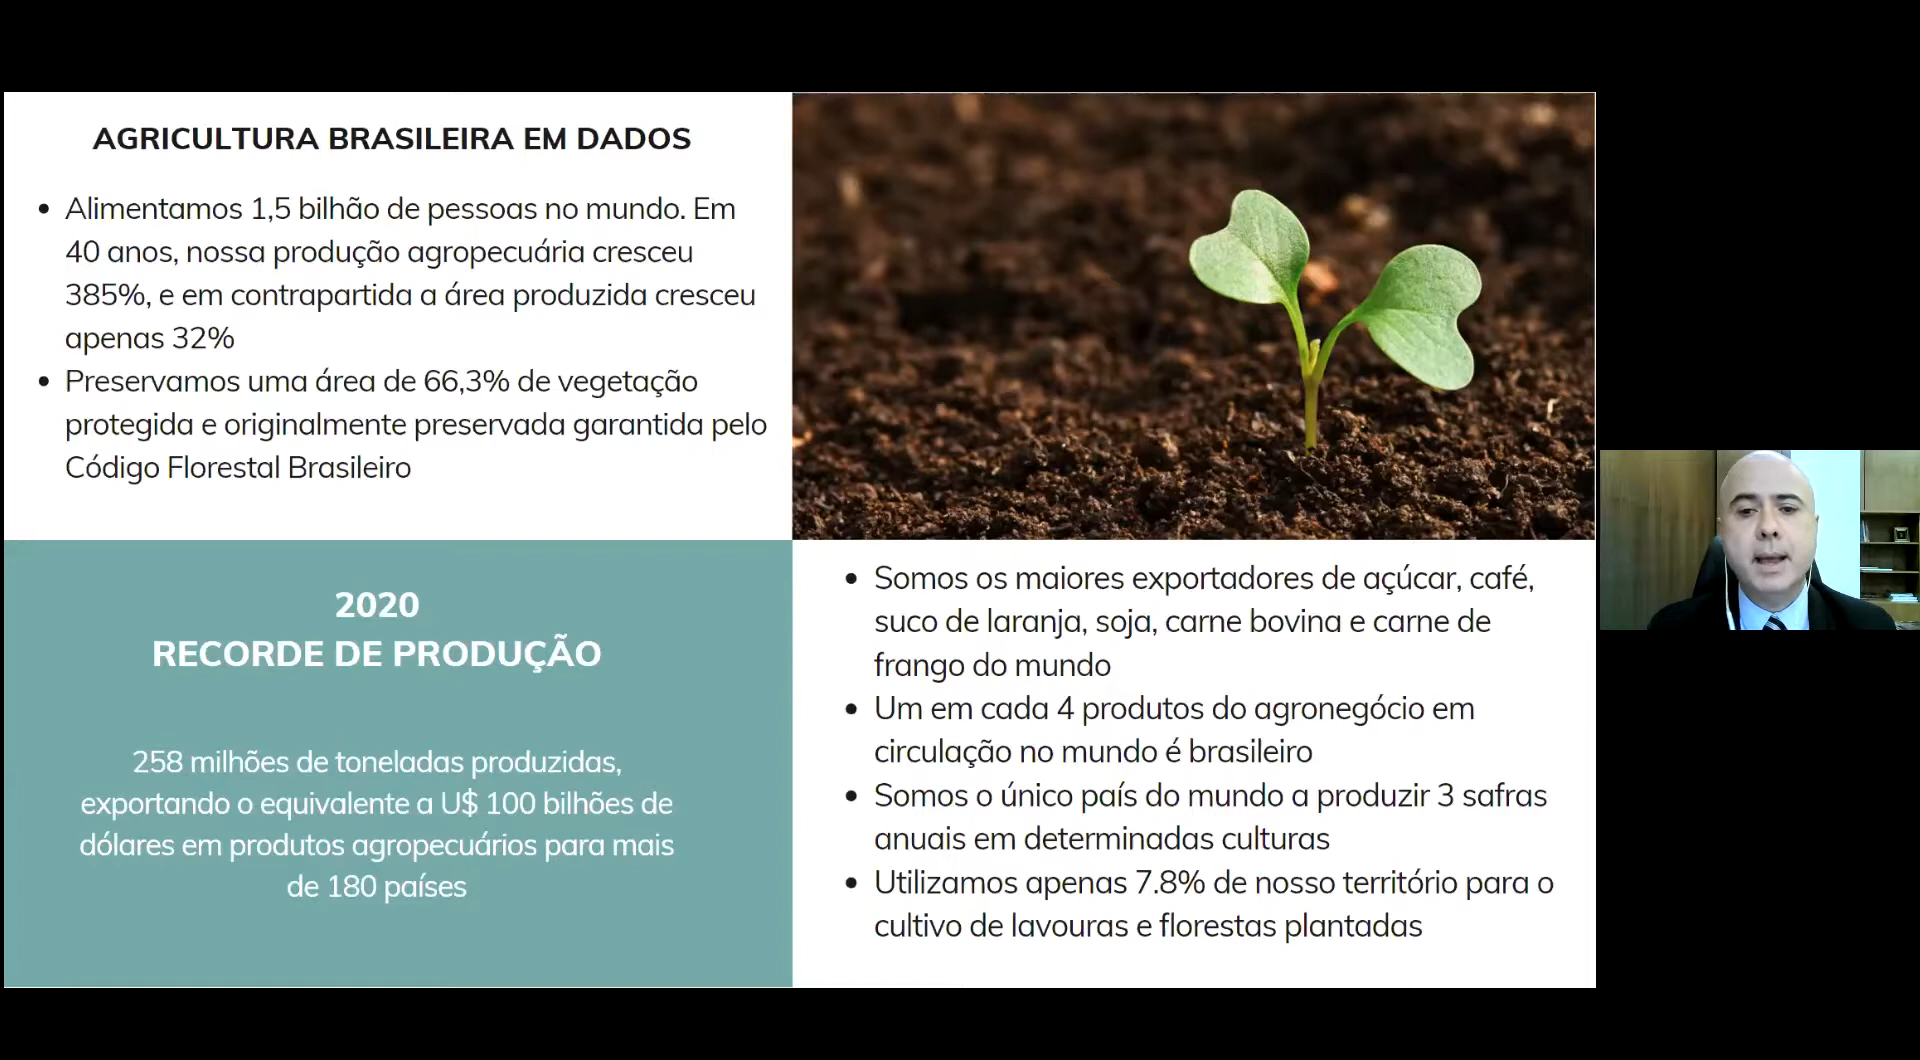 AGRICULTURA BRASILEIRA EM DADOS
• Alimentamos 1,5 bilhão de pessoas no mundo. Em
40 anos, nossa produção agropecuária cresceu
385%, e em contrapartida a área produzida cresceu
apenas 32%
• Preservamos uma área de 66,3% de vegetação
protegida e originalmente preservada garantida pelo
Código Florestal Brasileiro
2020
RECORDE DE PRODUÇÃO
258 milhões de toneladas produzidas,
exportando o equivalente a U$ 100 bilhões de
dólares em produtos agropecuários para mais
de 180 países
• Somos os maiores exportadores de açúcar, café,
suco de laranja, soja, carne bovina e carne de
frango do mundo
• Um em cada 4 produtos do agronegócio em
circulação no mundo é brasileiro
• Somos o único país do mundo a produzir 3 safras
anuais em determinadas culturas
• Utilizamos apenas 7.8% de nosso território para o
cultivo de lavouras e florestas plantadas